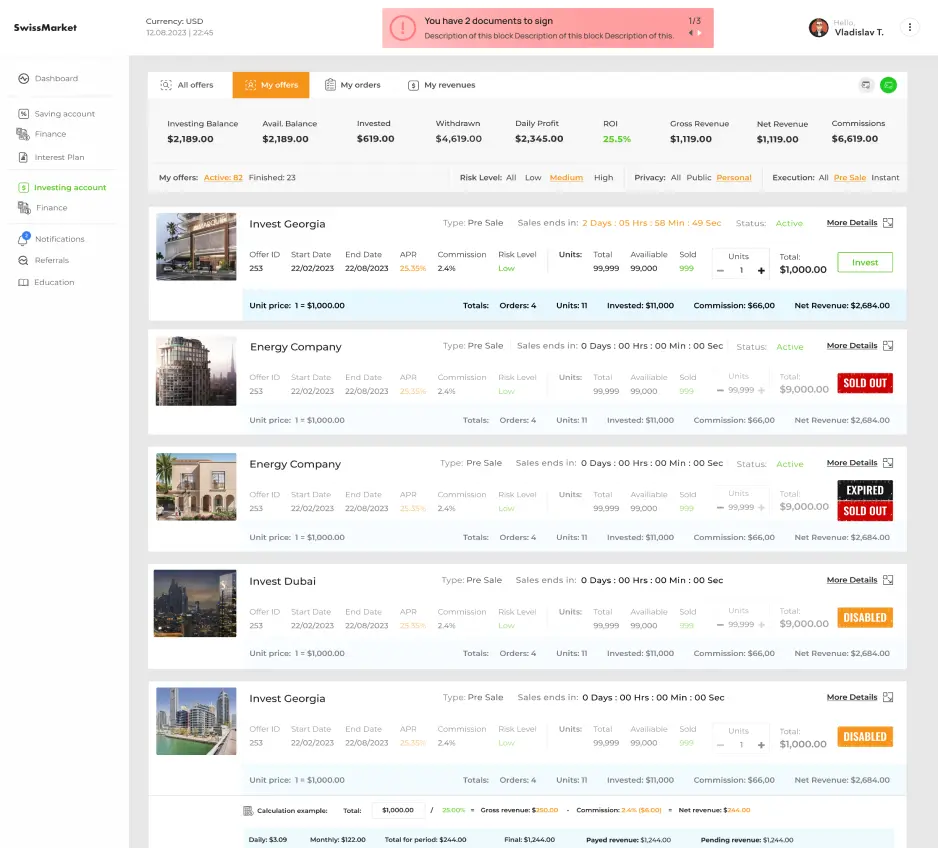 SwissMarket
Currency: USD
12.08.2023 | 22:45
You have 2 documents to sign
Description of this block Description of this block Description of this.
1/3
Hello,
Vladislav T.
Dashboard
Saving account
Finance
Interest Plan
Investing account
Finance
Notifications
Referrals
Education
All offers My offers My orders My revenues
Investing Balance Avail. Balance Invested Withdrawn Daily Profit ROI Gross Revenue Net Revenue Commissions
$2,189.00 $2,189.00 $619.00 $4,619.00 $2,345.00 25.5% $1,119.00 $1,119.00 $6,619.00
My offers: Active: 82 Finished: 23 Risk Level: All Low Medium High Privacy: All Public Personal Execution: All Pre Sale Instant
Invest Georgia Type: Pre Sale Sales ends in: 2 Days : 05 Hrs : 58 Min : 49 Sec Status: Active More Details
Offer ID Start Date End Date APR Commission Risk Level Units: Total Availiable Sold Units Total:
253 22/02/2023 22/08/2023 25.35% 2.4% Low 99,999 99,000 999 − 1 + $1,000.00 Invest
Unit price: 1 = $1,000.00 Totals: Orders: 4 Units: 11 Invested: $11,000 Commission: $66,00 Net Revenue: $2,684.00
Energy Company Type: Pre Sale Sales ends in: 0 Days : 00 Hrs : 00 Min : 00 Sec Status: Active More Details
Offer ID Start Date End Date APR Commission Risk Level Units: Total Availiable Sold Units Total:
253 22/02/2023 22/08/2023 25.35% 2.4% Low 99,999 99,000 999 − 99,999 + $9,000.00 SOLD OUT
Unit price: 1 = $1,000.00 Totals: Orders: 4 Units: 11 Invested: $11,000 Commission: $66,00 Net Revenue: $2,684.00
Energy Company Type: Pre Sale Sales ends in: 0 Days : 00 Hrs : 00 Min : 00 Sec Status: Active More Details
Offer ID Start Date End Date APR Commission Risk Level Units: Total Availiable Sold Units Total: EXPIRED
253 22/02/2023 22/08/2023 25.35% 2.4% Low 99,999 99,000 999 − 99,999 + $9,000.00 SOLD OUT
Unit price: 1 = $1,000.00 Totals: Orders: 4 Units: 11 Invested: $11,000 Commission: $66,00 Net Revenue: $2,684.00
Invest Dubai Type: Pre Sale Sales ends in: 0 Days : 00 Hrs : 00 Min : 00 Sec More Details
Offer ID Start Date End Date APR Commission Risk Level Units: Total Availiable Sold Units Total:
253 22/02/2023 22/08/2023 25.35% 2.4% Low 99,999 99,000 999 − 99,999 + $9,000.00 DISABLED
Unit price: 1 = $1,000.00 Totals: Orders: 4 Units: 11 Invested: $11,000 Commission: $66,00 Net Revenue: $2,684.00
Invest Georgia Type: Pre Sale Sales ends in: 0 Days : 00 Hrs : 00 Min : 00 Sec More Details
Offer ID Start Date End Date APR Commission Risk Level Units: Total Availiable Sold Units Total:
253 22/02/2023 22/08/2023 25.35% 2.4% Low 99,999 99,000 999 − 1 + $1,000.00 DISABLED
Unit price: 1 = $1,000.00 Totals: Orders: 4 Units: 11 Invested: $11,000 Commission: $66,00 Net Revenue: $2,684.00
Calculation example: Total: $1,000.00 / 25.00% = Gross revenue: $250.00 - Commission: 2.4% ($6.00) = Net revenue: $244.00
Daily: $3.09 Monthly: $122.00 Total for period: $244.00 Final: $1,244.00 Payed revenue: $1,244.00 Pending revenue: $1,244.00